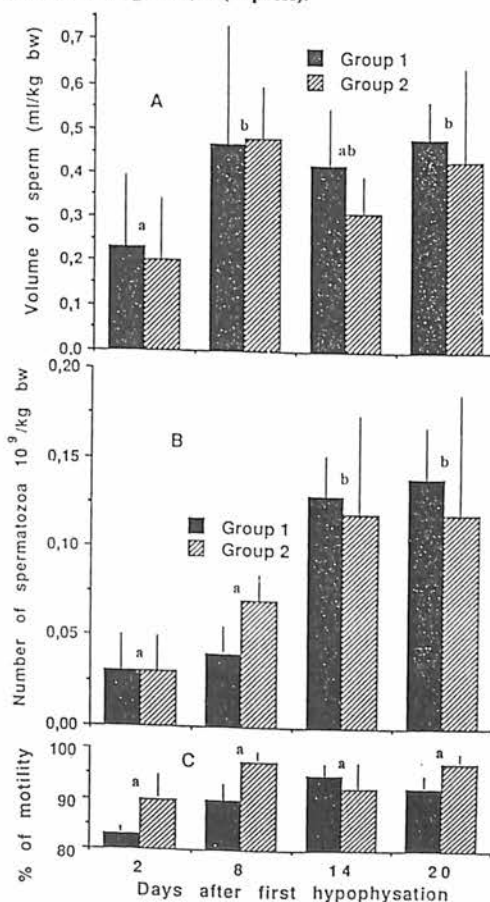 Volume of sperm (ml/kg bw)
0,7
0,6
0,5
0,4
0,3
0,2
0,1
0,0
A
Group 1
Group 2
a
b
ab
b
Number of spermatozoa 10⁹/kg bw
0,20
0,15
0,10
0,05
0,00
B
Group 1
Group 2
a
a
b
b
% of motility
100
90
80
C
a
a
a
a
2 8 14 20
Days after first hypophysation